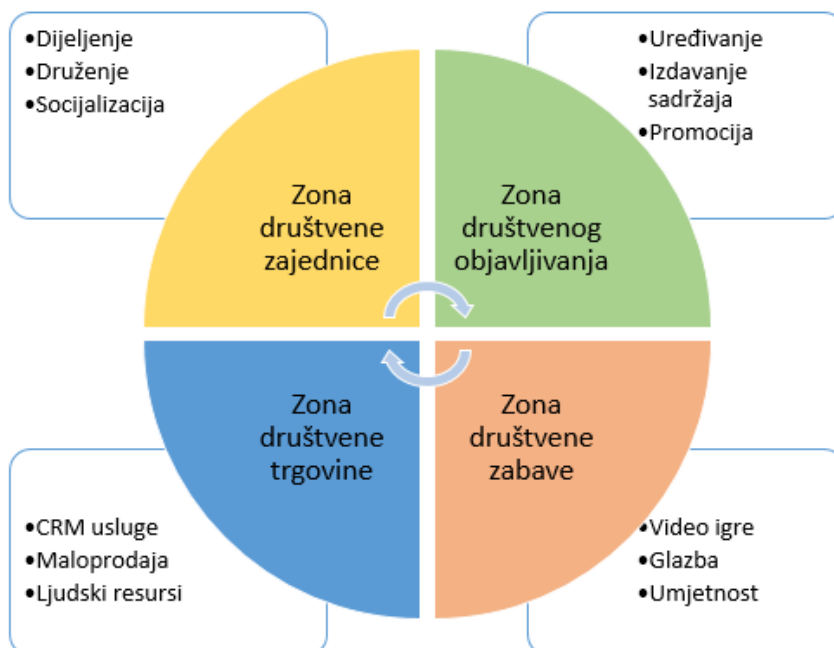 •Dijeljenje
•Druženje
•Socijalizacija
•Uređivanje
•Izdavanje
sadržaja
•Promocija
Zona
društvene
zajednice
Zona
društvenog
objavljivanja
Zona
društvene
trgovine
Zona
društvene
zabave
•CRM usluge
•Maloprodaja
•Ljudski resursi
•Video igre
•Glazba
•Umjetnost